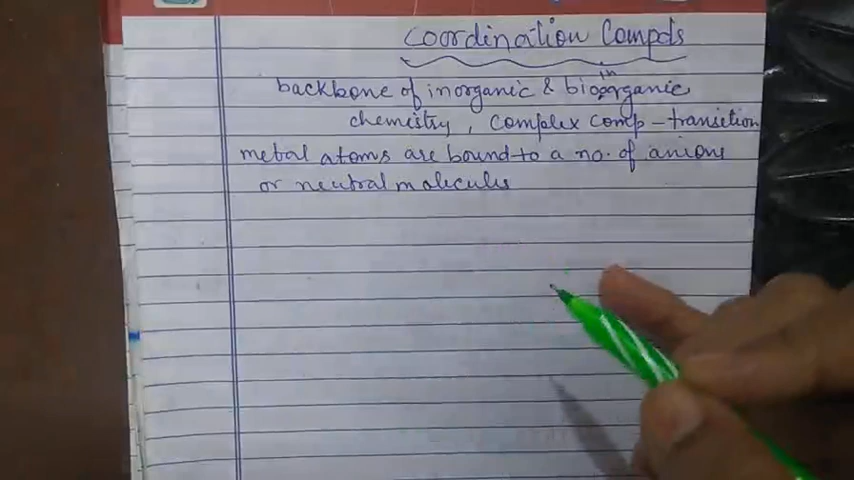 Coordination Compds
backbone of inorganic & bioinorganic
chemistry, complex comp - transition
metal atoms are bound to a no. of anions
or neutral molecules